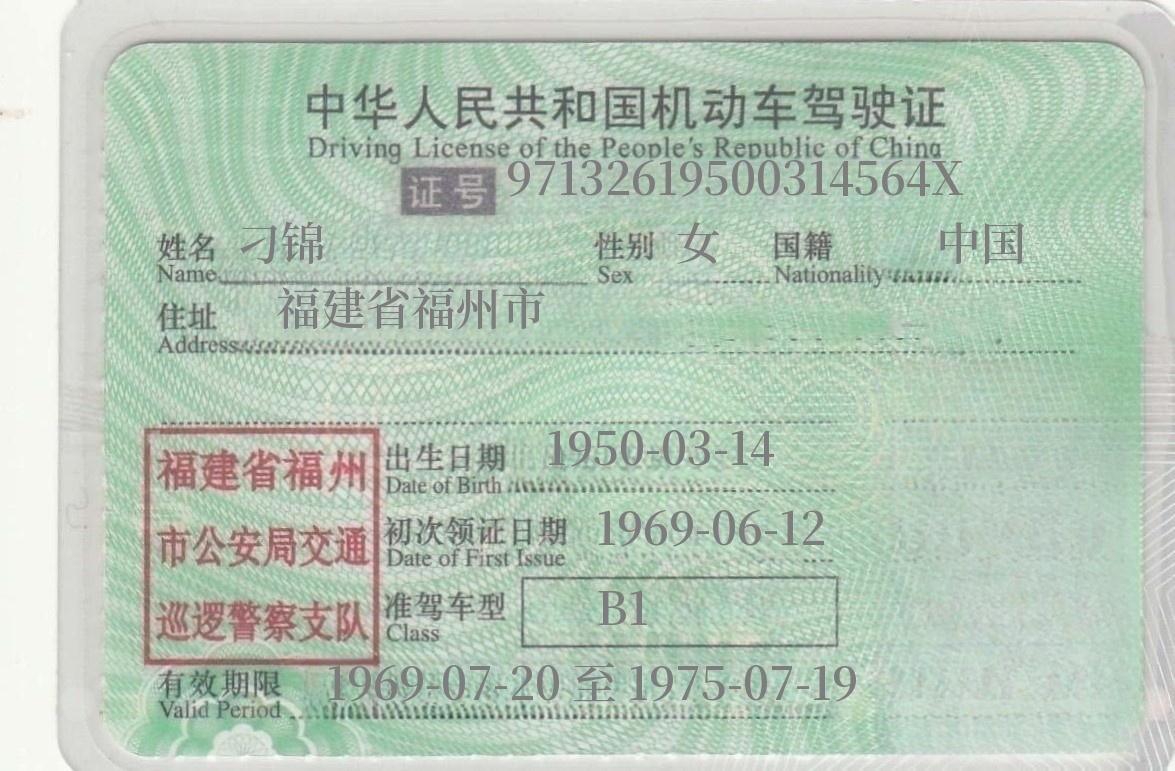 中华人民共和国机动车驾驶证
Driving License of the People's Republic of China
证号 97132619500314564X
姓名 刁锦 性别 女 国籍 中国
Name Sex Nationality
住址 福建省福州市
Address
福建省福州
市公安局交通
巡逻警察支队
出生日期 1950-03-14
Date of Birth
初次领证日期 1969-06-12
Date of First Issue
准驾车型 B1
Class
有效期限 1969-07-20 至 1975-07-19
Valid Period